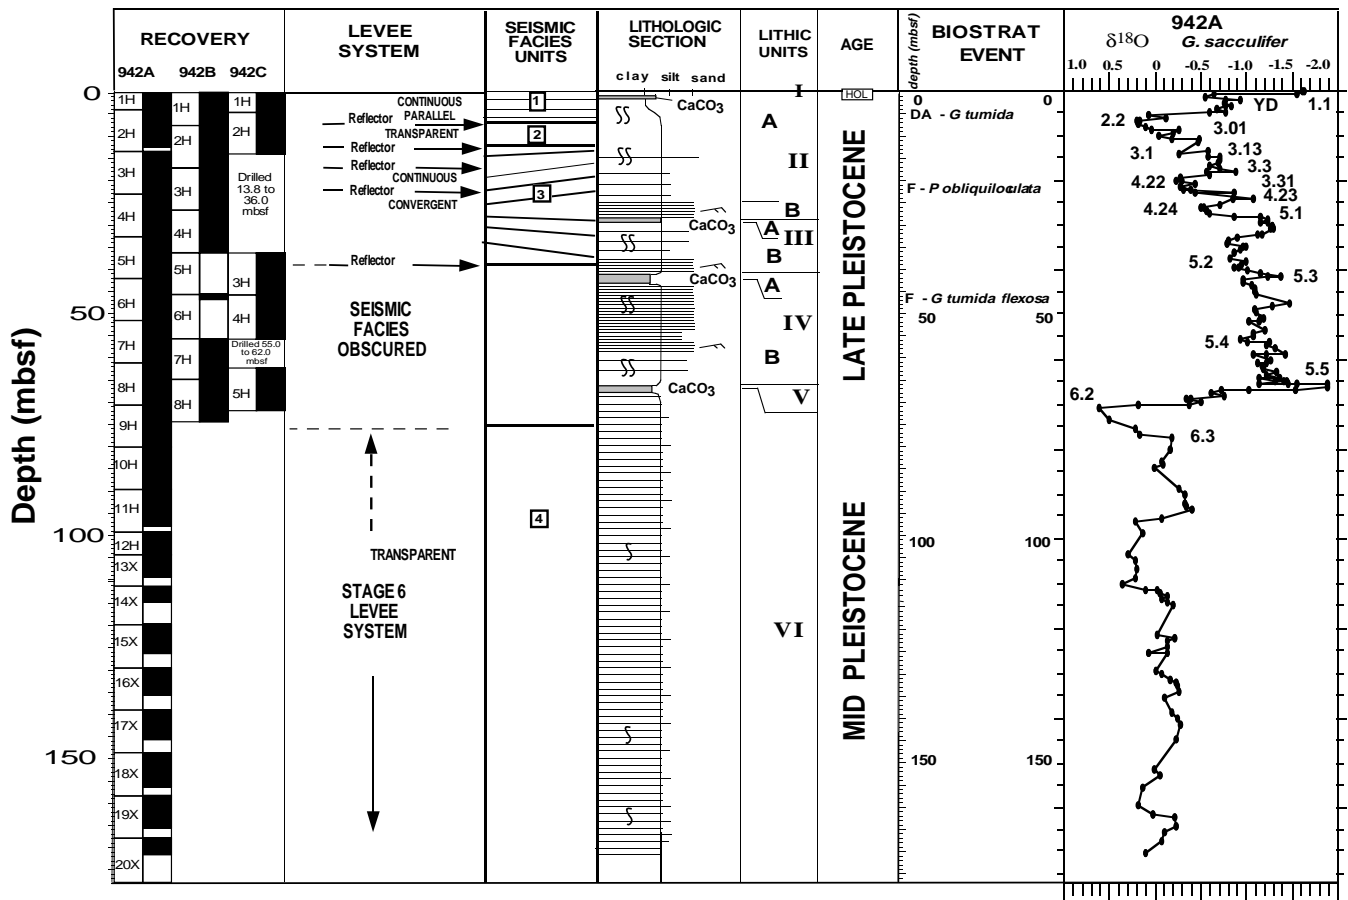 RECOVERY
942A 942B 942C
LEVEE
SYSTEM
SEISMIC
FACIES
UNITS
LITHOLOGIC
SECTION
clay silt sand
LITHIC
UNITS
AGE
depth (mbsf)
BIOSTRAT
EVENT
942A
δ18O G. sacculifer
1.0 0.5 0 -0.5 -1.0 -1.5 -2.0
Depth (mbsf)
0
50
100
150
1H
2H
3H
4H
5H
6H
7H
8H
9H
10H
11H
12H
13X
14X
15X
16X
17X
18X
19X
20X
1H
2H
3H
4H
5H
6H
7H
8H
1H
2H
Drilled
13.8 to
36.0
mbsf
3H
4H
Drilled 55.0
to 62.0
mbsf
5H
CONTINUOUS
PARALLEL
Reflector
TRANSPARENT
Reflector
Reflector
CONTINUOUS
Reflector
CONVERGENT
Reflector
SEISMIC
FACIES
OBSCURED
TRANSPARENT
STAGE 6
LEVEE
SYSTEM
1
2
3
4
CaCO3
CaCO3
CaCO3
CaCO3
I
A
II
B
A
III
B
A
IV
B
V
VI
HOL
LATE PLEISTOCENE
MID PLEISTOCENE
0 0
DA - G tumida
F - P obliquiloculata
F - G tumida flexosa
50 50
100 100
150 150
YD 1.1
2.2
3.01
3.1
3.13
3.3
3.31
4.22
4.23
4.24
5.1
5.2
5.3
5.4
5.5
6.2
6.3